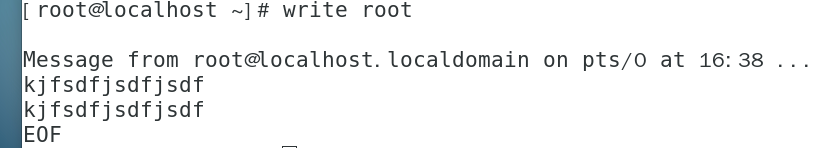 [root@localhost ~]# write root
Message from root@localhost.localdomain on pts/0 at 16:38 ...
kjfsdfjsdfjsdf
kjfsdfjsdfjsdf
EOF